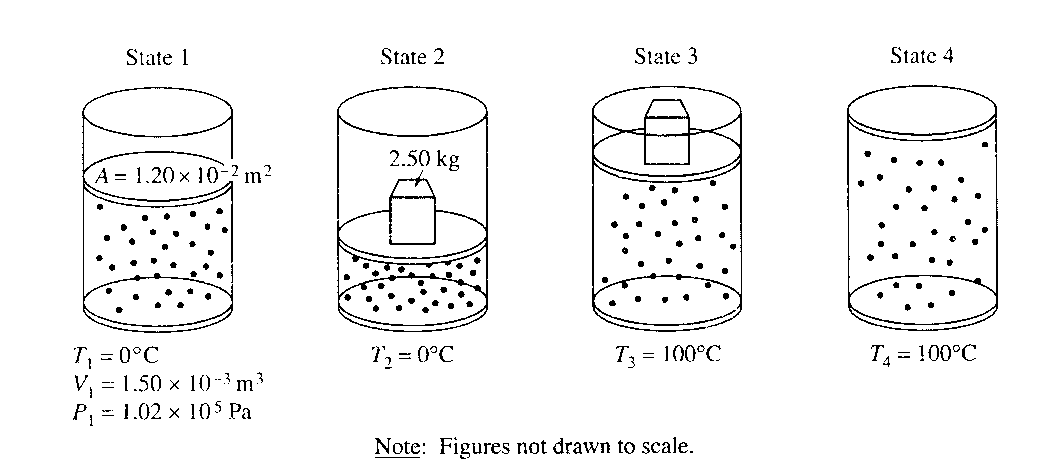 State 1
State 2
State 3
State 4
A = 1.20 × 10⁻² m²
2.50 kg
T₁ = 0°C
V₁ = 1.50 × 10⁻³ m³
P₁ = 1.02 × 10⁵ Pa
T₂ = 0°C
T₃ = 100°C
T₄ = 100°C
Note: Figures not drawn to scale.